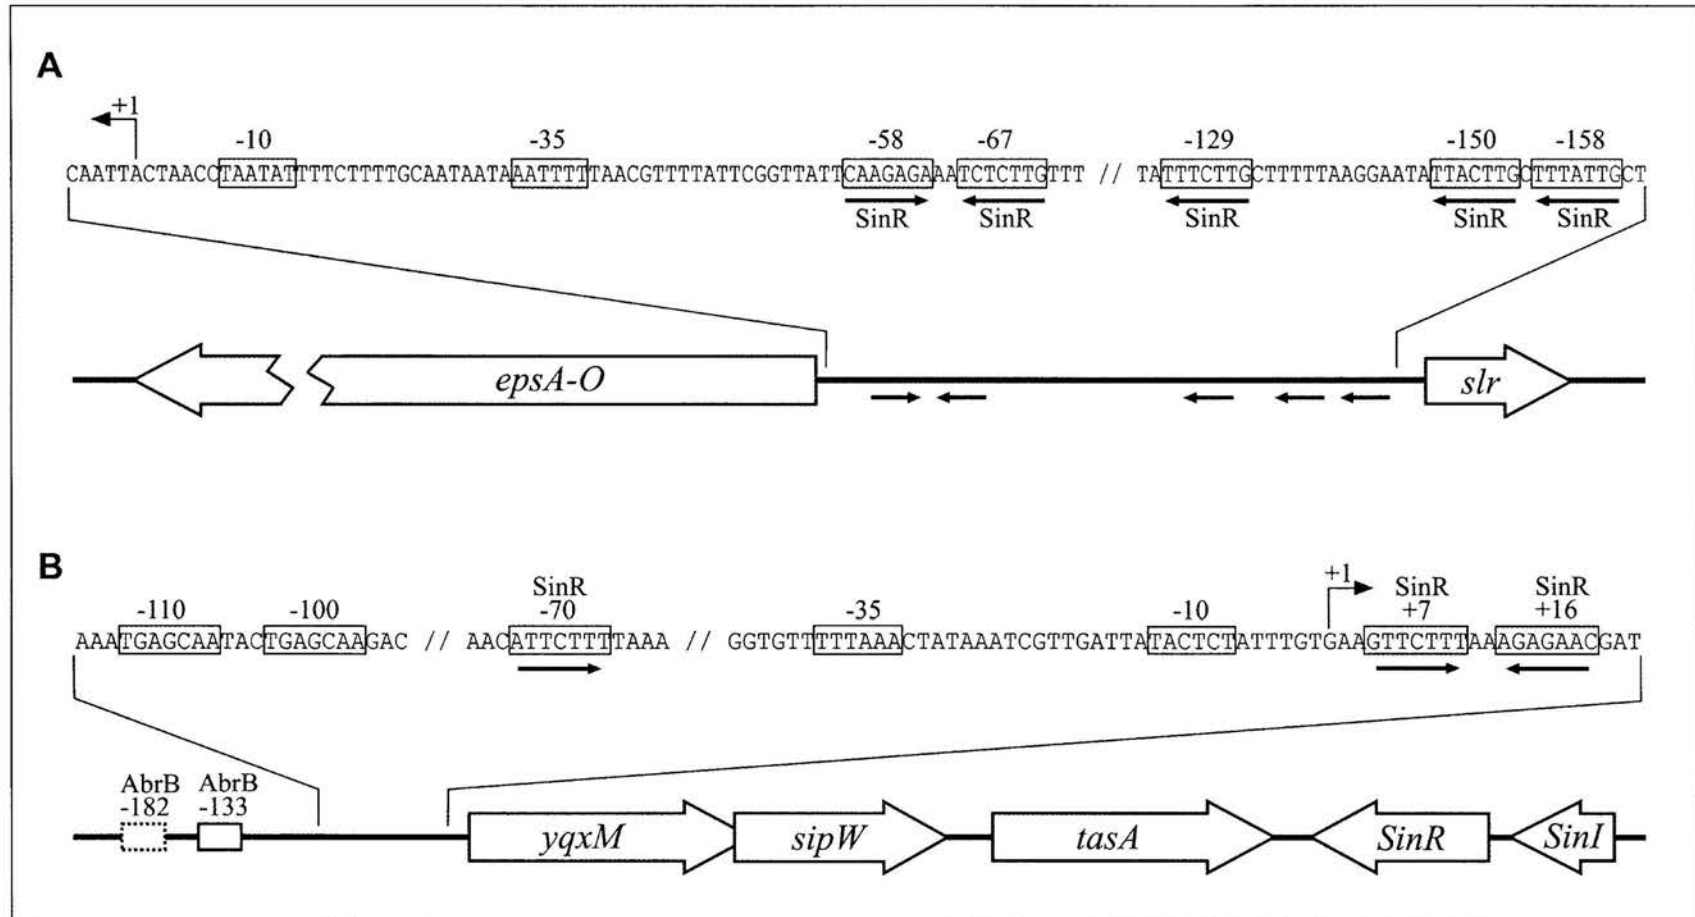 A
+1
-10 -35 -58 -67 -129 -150 -158
CAATTACTAACCTAATATTTTCTTTTGCAATAATAAATTTTTAACGTTTTATTCGGTTATTCAAGAGAAATCTCTTGTTT // TATTTCTTGCTTTTTAAGGAATATTACTTGCTTTATTGCT
SinR SinR SinR SinR SinR
epsA-O slr
B
SinR +1 SinR SinR
-110 -100 -70 -35 -10 +7 +16
AAATGAGCAATACTGAGCAAGAC // AACATTCTTTTAAA // GGTGTTTTTAAACTATAAATCGTTGATTATACTCTATTTGTGAAGTTCTTTAAAGAGAACGAT
AbrB AbrB
-182 -133
yqxM sipW tasA SinR SinI